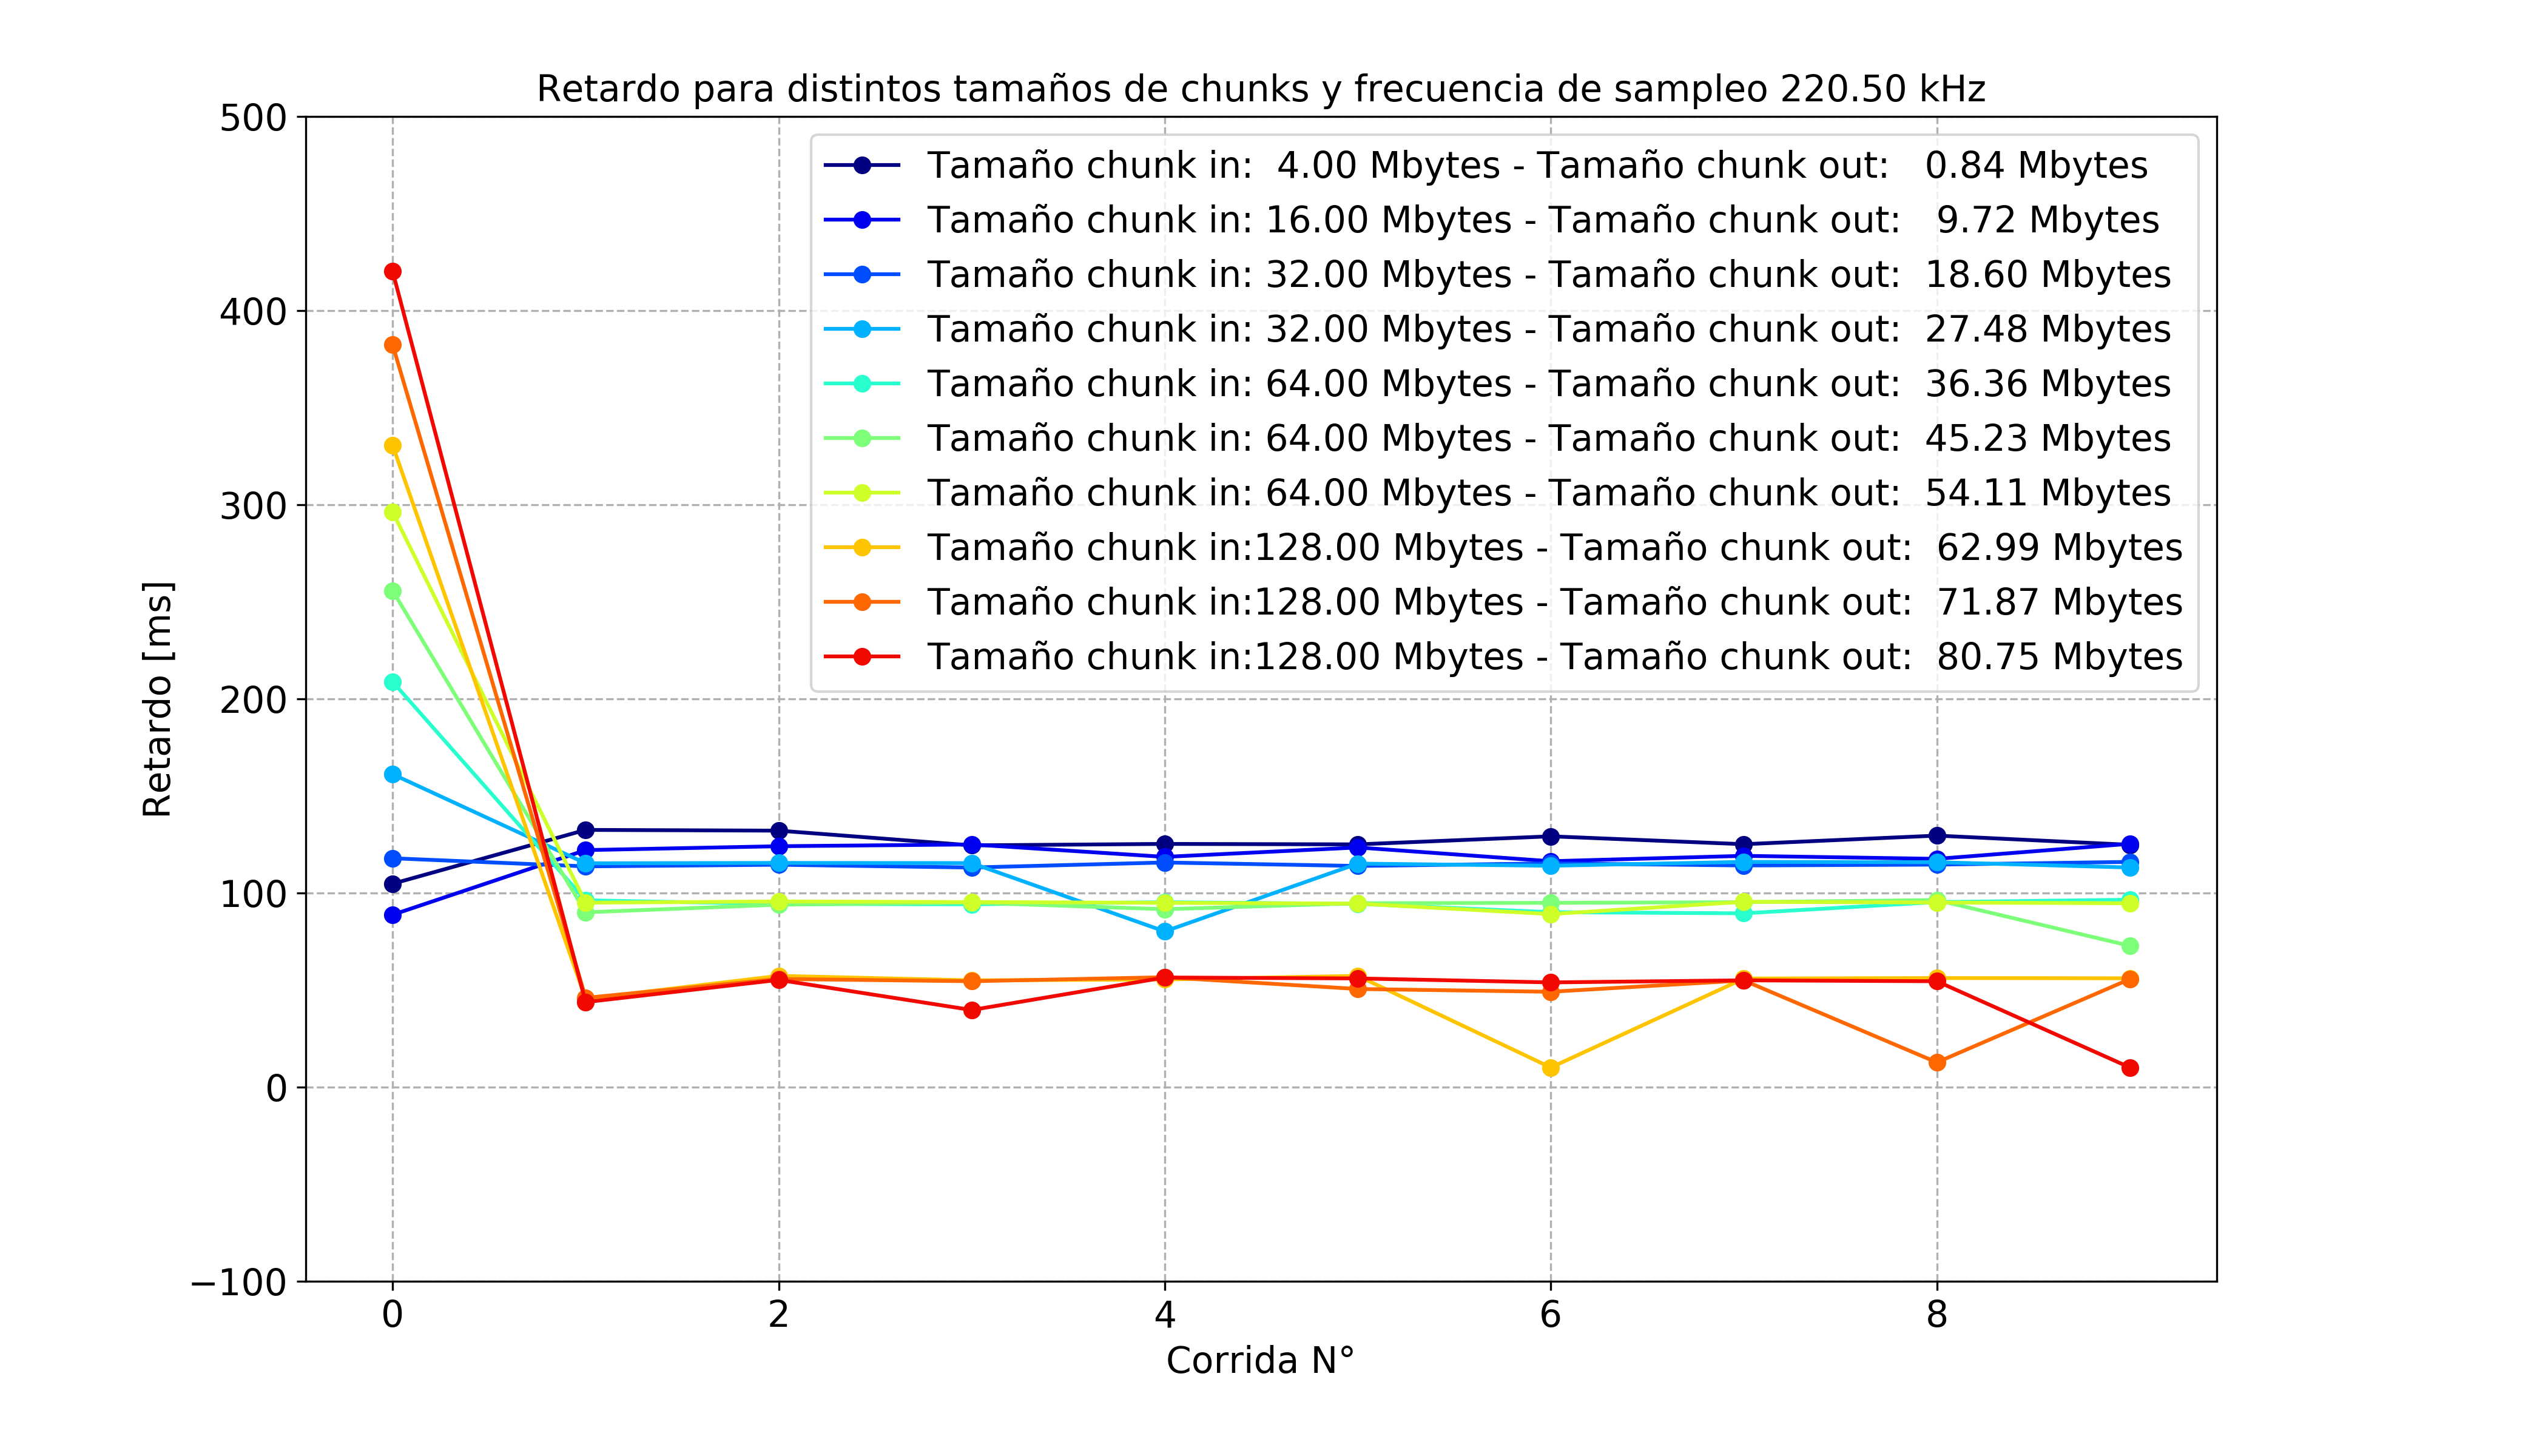 Retardo para distintos tamaños de chunks y frecuencia de sampleo 220.50 kHz
500
400
300
200
100
0
−100
Retardo [ms]
Tamaño chunk in:  4.00 Mbytes - Tamaño chunk out:   0.84 Mbytes
Tamaño chunk in: 16.00 Mbytes - Tamaño chunk out:   9.72 Mbytes
Tamaño chunk in: 32.00 Mbytes - Tamaño chunk out:  18.60 Mbytes
Tamaño chunk in: 32.00 Mbytes - Tamaño chunk out:  27.48 Mbytes
Tamaño chunk in: 64.00 Mbytes - Tamaño chunk out:  36.36 Mbytes
Tamaño chunk in: 64.00 Mbytes - Tamaño chunk out:  45.23 Mbytes
Tamaño chunk in: 64.00 Mbytes - Tamaño chunk out:  54.11 Mbytes
Tamaño chunk in:128.00 Mbytes - Tamaño chunk out:  62.99 Mbytes
Tamaño chunk in:128.00 Mbytes - Tamaño chunk out:  71.87 Mbytes
Tamaño chunk in:128.00 Mbytes - Tamaño chunk out:  80.75 Mbytes
0 2 4 6 8
Corrida N°